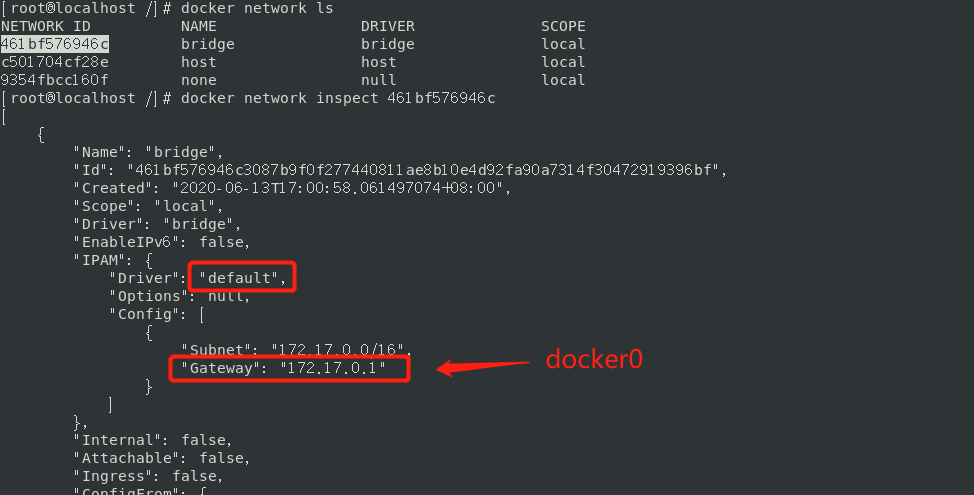 [root@localhost /]# docker network ls
NETWORK ID          NAME                DRIVER              SCOPE
461bf576946c        bridge              bridge              local
c501704cf28e        host                host                local
9354fbcc160f        none                null                local
[root@localhost /]# docker network inspect 461bf576946c
[
    {
        "Name": "bridge",
        "Id": "461bf576946c3087b9f0f277440811ae8b10e4d92fa90a7314f30472919396bf",
        "Created": "2020-06-13T17:00:58.061497074+08:00",
        "Scope": "local",
        "Driver": "bridge",
        "EnableIPv6": false,
        "IPAM": {
            "Driver": "default",
            "Options": null,
            "Config": [
                {
                    "Subnet": "172.17.0.0/16",
                    "Gateway": "172.17.0.1"
docker0
                }
            ]
        },
        "Internal": false,
        "Attachable": false,
        "Ingress": false,
        "ConfigFrom": {